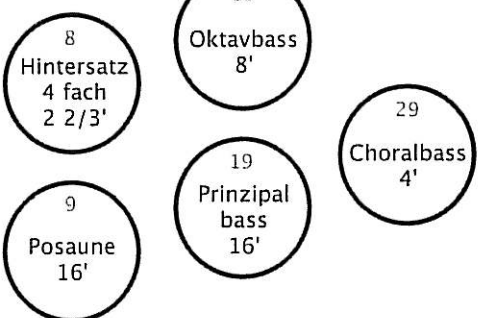 8
Hintersatz
4 fach
2 2/3'
Oktavbass
8'
29
Choralbass
4'
19
Prinzipal
bass
16'
9
Posaune
16'